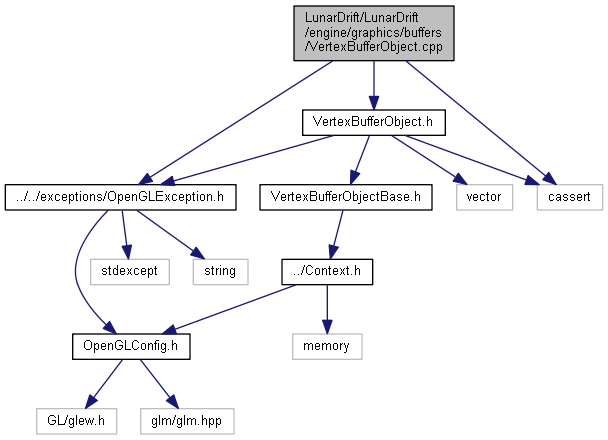 LunarDrift/LunarDrift
/engine/graphics/buffers
/VertexBufferObject.cpp
VertexBufferObject.h
../../exceptions/OpenGLException.h
VertexBufferObjectBase.h
vector
cassert
stdexcept
string
../Context.h
OpenGLConfig.h
memory
GL/glew.h
glm/glm.hpp